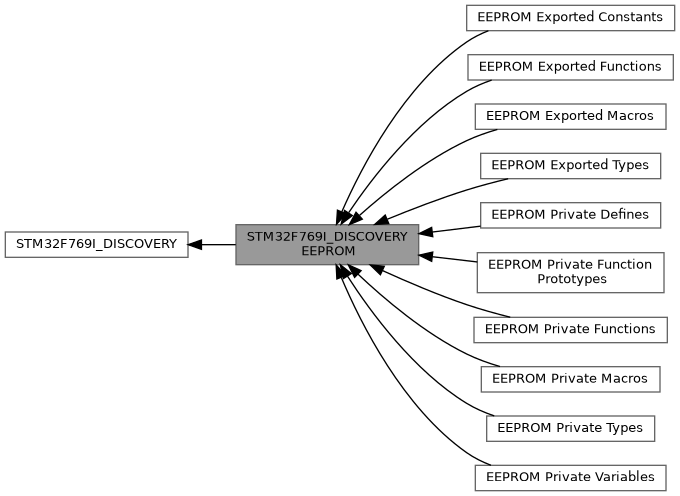 EEPROM Exported Constants
EEPROM Exported Functions
EEPROM Exported Macros
EEPROM Exported Types
STM32F769I_DISCOVERY
STM32F769I_DISCOVERY
EEPROM
EEPROM Private Defines
EEPROM Private Function
Prototypes
EEPROM Private Functions
EEPROM Private Macros
EEPROM Private Types
EEPROM Private Variables